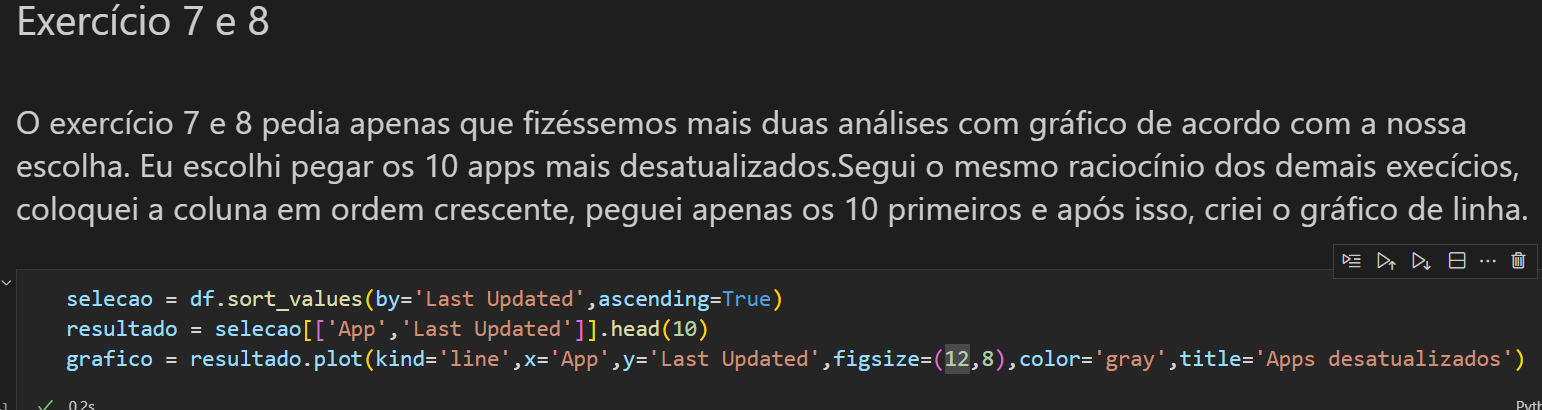 Exercício 7 e 8
O exercício 7 e 8 pedia apenas que fizéssemos mais duas análises com gráfico de acordo com a nossa
escolha. Eu escolhi pegar os 10 apps mais desatualizados.Segui o mesmo raciocínio dos demais execícios,
coloquei a coluna em ordem crescente, peguei apenas os 10 primeiros e após isso, criei o gráfico de linha.
selecao = df.sort_values(by='Last Updated',ascending=True)
resultado = selecao[['App','Last Updated']].head(10)
grafico = resultado.plot(kind='line',x='App',y='Last Updated',figsize=(12,8),color='gray',title='Apps desatualizados')
0.2s